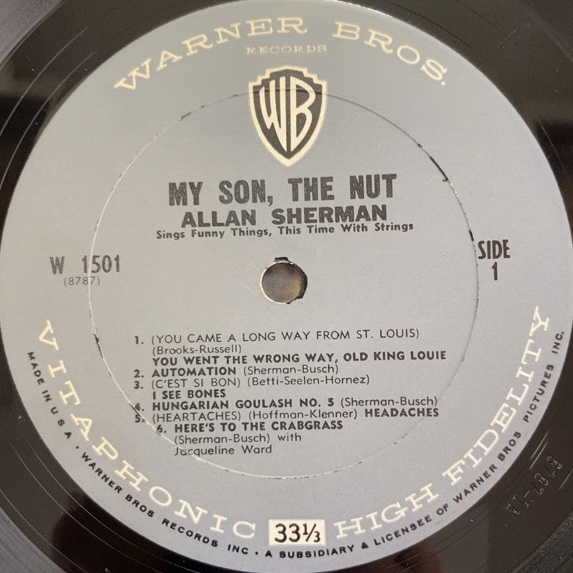 WARNER BROS.
RECORDS
WB
MY SON, THE NUT
ALLAN SHERMAN
Sings Funny Things, This Time With Strings
W 1501
(8787)
SIDE
1
1. (YOU CAME A LONG WAY FROM ST. LOUIS)
(Brooks-Russell)
YOU WENT THE WRONG WAY, OLD KING LOUIE
2. AUTOMATION (Sherman-Busch)
3. (C'EST SI BON) (Betti-Seelen-Hornez)
I SEE BONES
4. HUNGARIAN GOULASH NO. 5 (Sherman-Busch)
5. (HEARTACHES) (Hoffman-Klenner) HEADACHES
6. HERE'S TO THE CRABGRASS
(Sherman-Busch) with
Jacqueline Ward
VITAPHONIC 33⅓ HIGH FIDELITY
MADE IN U.S.A. • WARNER BROS RECORDS INC • A SUBSIDIARY & LICENSEE OF WARNER BROS PICTURES INC.